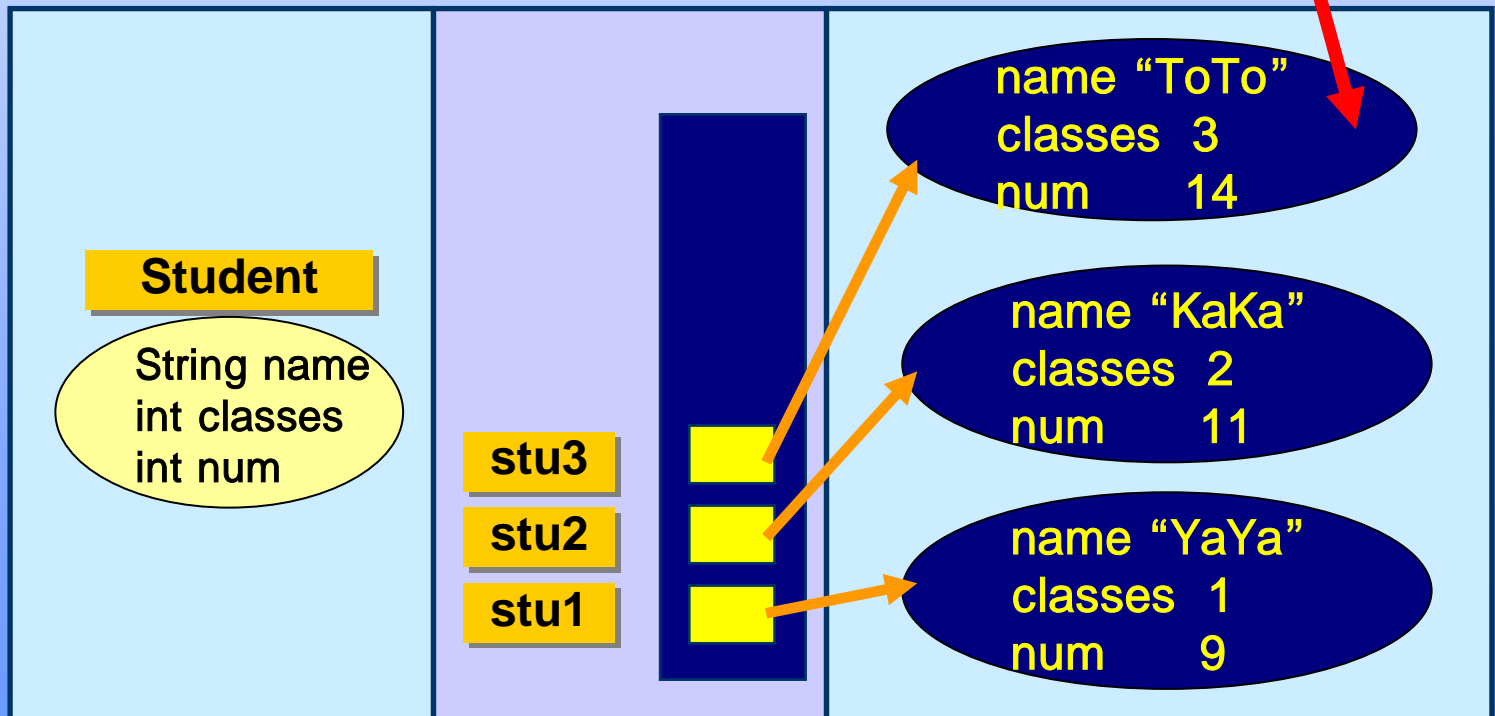 Student
String name
int classes
int num
stu3
stu2
stu1
name “ToTo”
classes 3
num 14
name “KaKa”
classes 2
num 11
name “YaYa”
classes 1
num 9